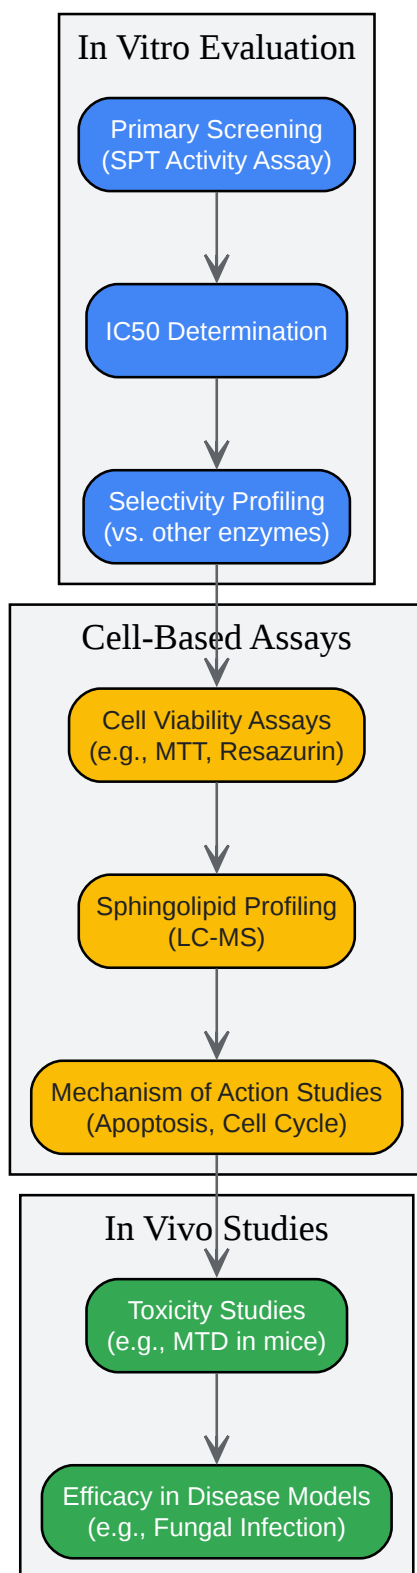 In Vitro Evaluation
Primary Screening
(SPT Activity Assay)
IC50 Determination
Selectivity Profiling
(vs. other enzymes)
Cell-Based Assays
Cell Viability Assays
(e.g., MTT, Resazurin)
Sphingolipid Profiling
(LC-MS)
Mechanism of Action Studies
(Apoptosis, Cell Cycle)
In Vivo Studies
Toxicity Studies
(e.g., MTD in mice)
Efficacy in Disease Models
(e.g., Fungal Infection)